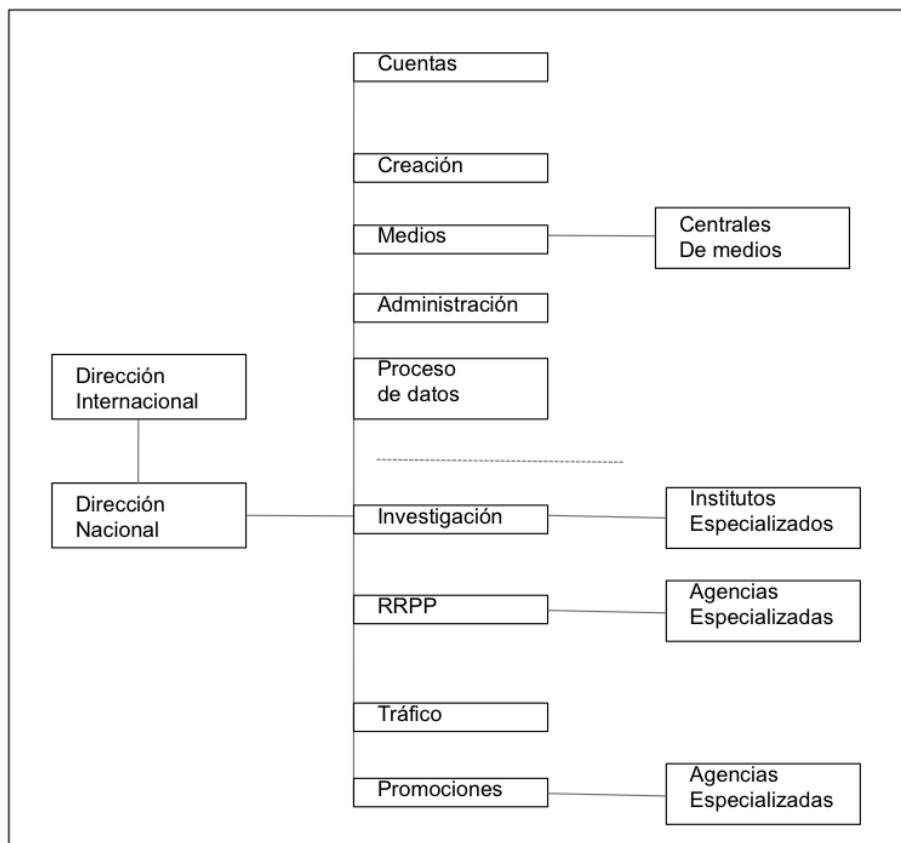 Cuentas
Creación
Medios
Centrales
De medios
Administración
Proceso
de datos
Dirección
Internacional
Dirección
Nacional
Investigación
Institutos
Especializados
RRPP
Agencias
Especializadas
Tráfico
Promociones
Agencias
Especializadas